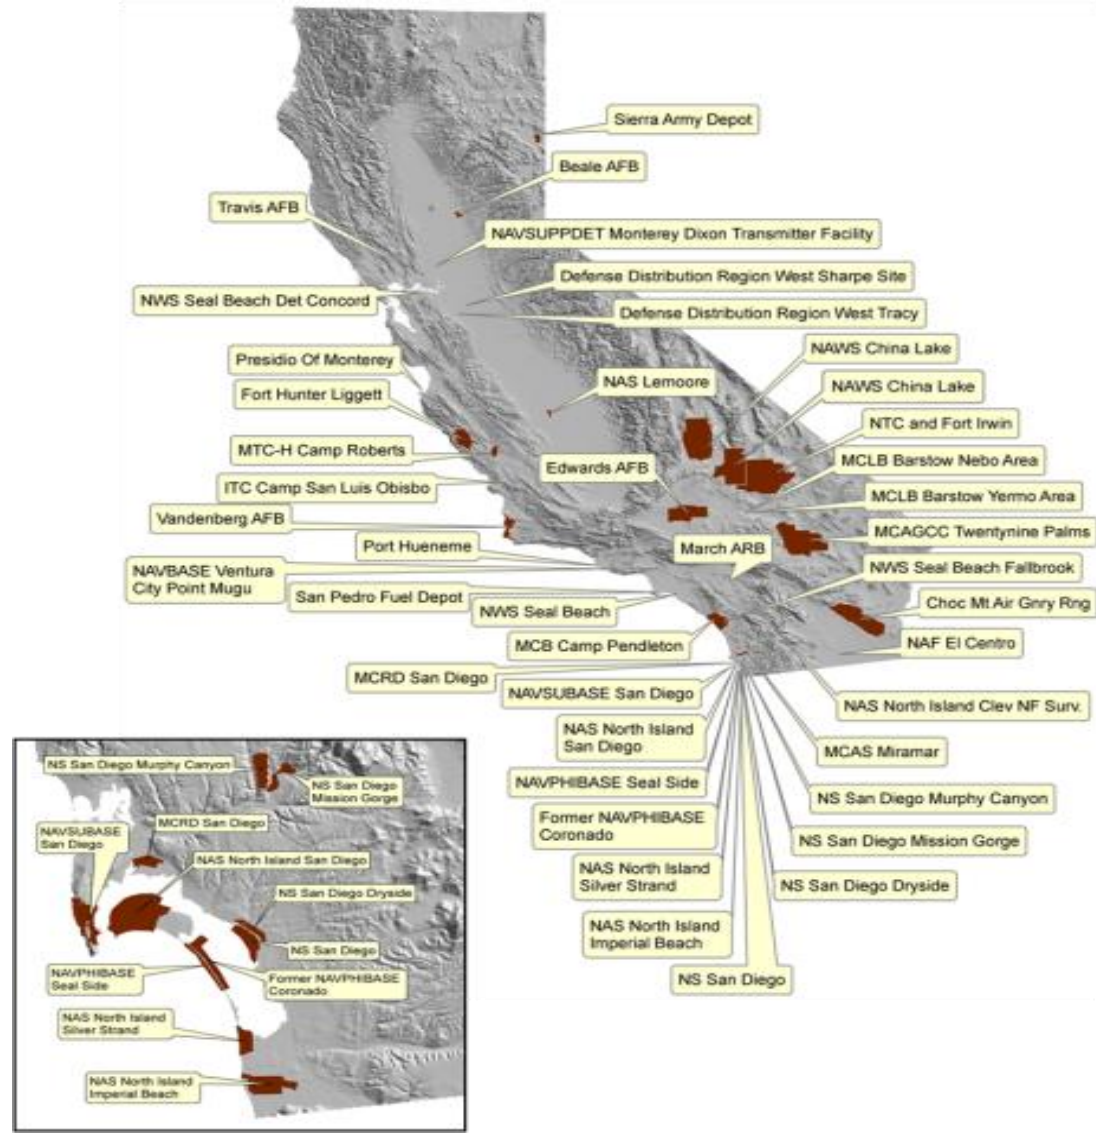 Sierra Army Depot
Beale AFB
Travis AFB
NAVSUPPDET Monterey Dixon Transmitter Facility
Defense Distribution Region West Sharpe Site
NWS Seal Beach Det Concord
Defense Distribution Region West Tracy
NAWS China Lake
Presidio Of Monterey
NAS Lemoore
NAWS China Lake
Fort Hunter Liggett
NTC and Fort Irwin
MTC-H Camp Roberts
MCLB Barstow Nebo Area
Edwards AFB
ITC Camp San Luis Obisbo
MCLB Barstow Yermo Area
Vandenberg AFB
MCAGCC Twentynine Palms
Port Hueneme
March ARB
NAVBASE Ventura
City Point Mugu
NWS Seal Beach Fallbrook
San Pedro Fuel Depot
NWS Seal Beach
Choc Mt Air Gnry Rng
MCB Camp Pendleton
NAF El Centro
MCRD San Diego
NAVSUBASE San Diego
NAS North Island Clev NF Surv.
NAS North Island
San Diego
MCAS Miramar
NAVPHIBASE Seal Side
NS San Diego Murphy Canyon
Former NAVPHIBASE
Coronado
NS San Diego Mission Gorge
NAS North Island
Silver Strand
NS San Diego Dryside
NAS North Island
Imperial Beach
NS San Diego
NS San Diego Murphy Canyon
NS San Diego
Mission Gorge
MCRD San Diego
NAVSUBASE
San Diego
NAS North Island San Diego
NS San Diego Dryside
NS San Diego
NAVPHIBASE
Seal Side
Former NAVPHIBASE
Coronado
NAS North Island
Silver Strand
NAS North Island
Imperial Beach